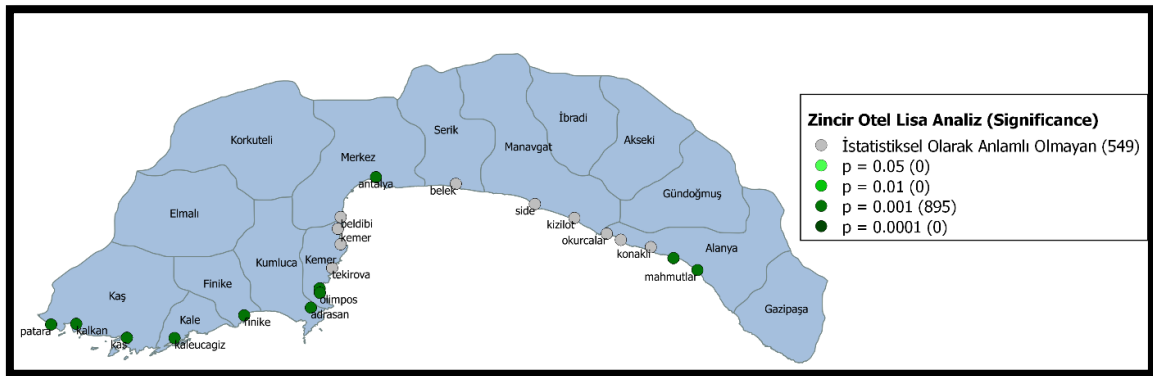 Korkuteli
Merkez
Serik
Manavgat
İbradi
Akseki
Gündoğmuş
Elmalı
antalya
belek
side
kizilot
okurcalar
konakli
Alanya
mahmutlar
Gazipaşa
beldibi
kemer
Kemer
tekirova
Kumluca
Finike
olimpos
adrasan
Kaş
Kale
finike
patara
kalkan
kaş
kaleucagiz
Zincir Otel Lisa Analiz (Significance)
İstatistiksel Olarak Anlamlı Olmayan (549)
p = 0.05 (0)
p = 0.01 (0)
p = 0.001 (895)
p = 0.0001 (0)